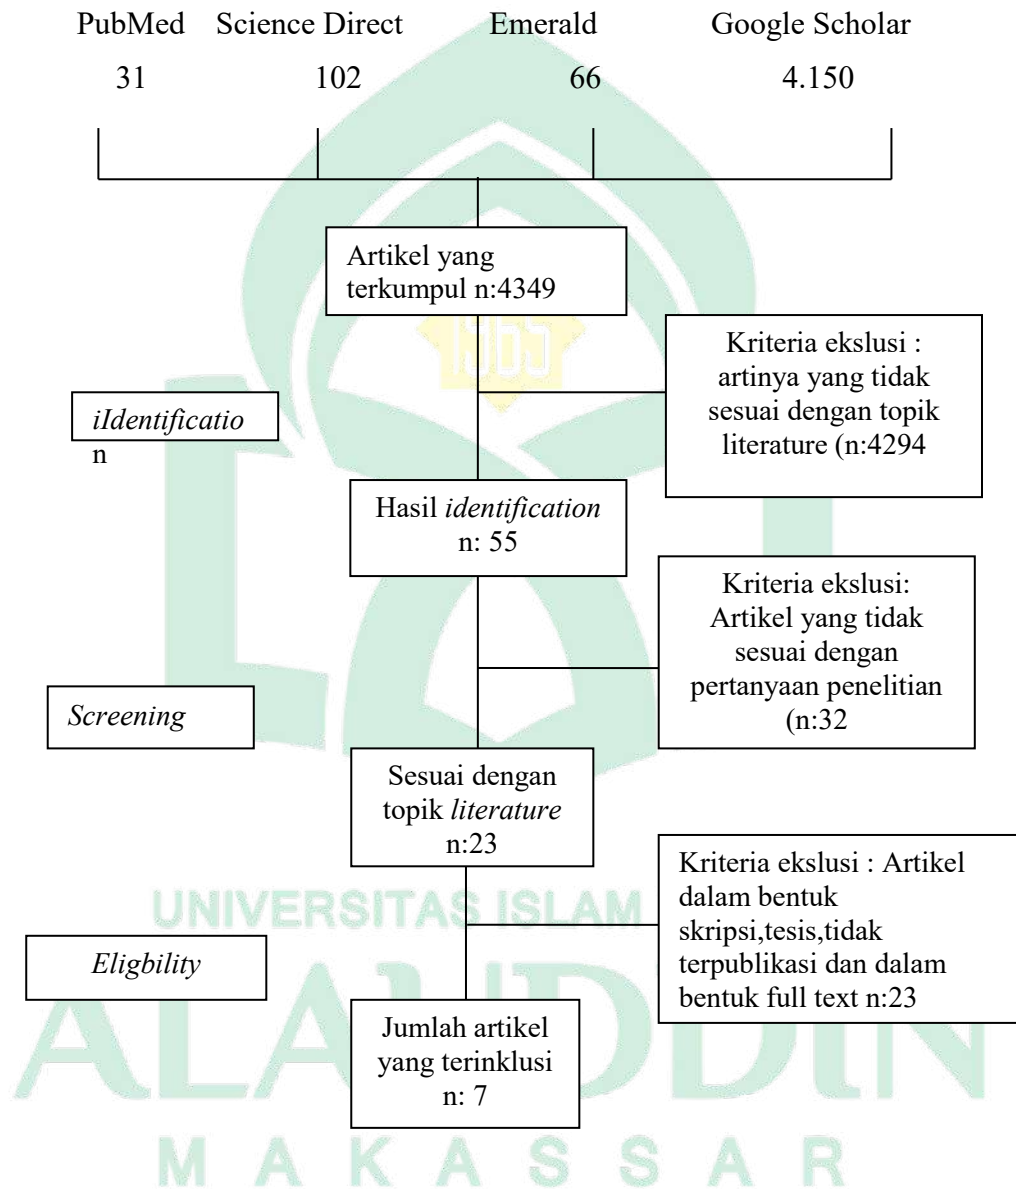 PubMed Science Direct Emerald Google Scholar
31 102 66 4.150
Artikel yang
terkumpul n:4349
1965
Kriteria ekslusi :
artinya yang tidak
sesuai dengan topik
literature (n:4294
iIdentificatio
n
Hasil identification
n: 55
Kriteria ekslusi:
Artikel yang tidak
sesuai dengan
pertanyaan penelitian
(n:32
Screening
Sesuai dengan
topik literature
n:23
Kriteria ekslusi : Artikel
dalam bentuk
skripsi,tesis,tidak
terpublikasi dan dalam
bentuk full text n:23
UNIVERSITAS ISLAM
Eligbility
ALAUDDIN
Jumlah artikel
yang terinklusi
n: 7
MAKASSAR